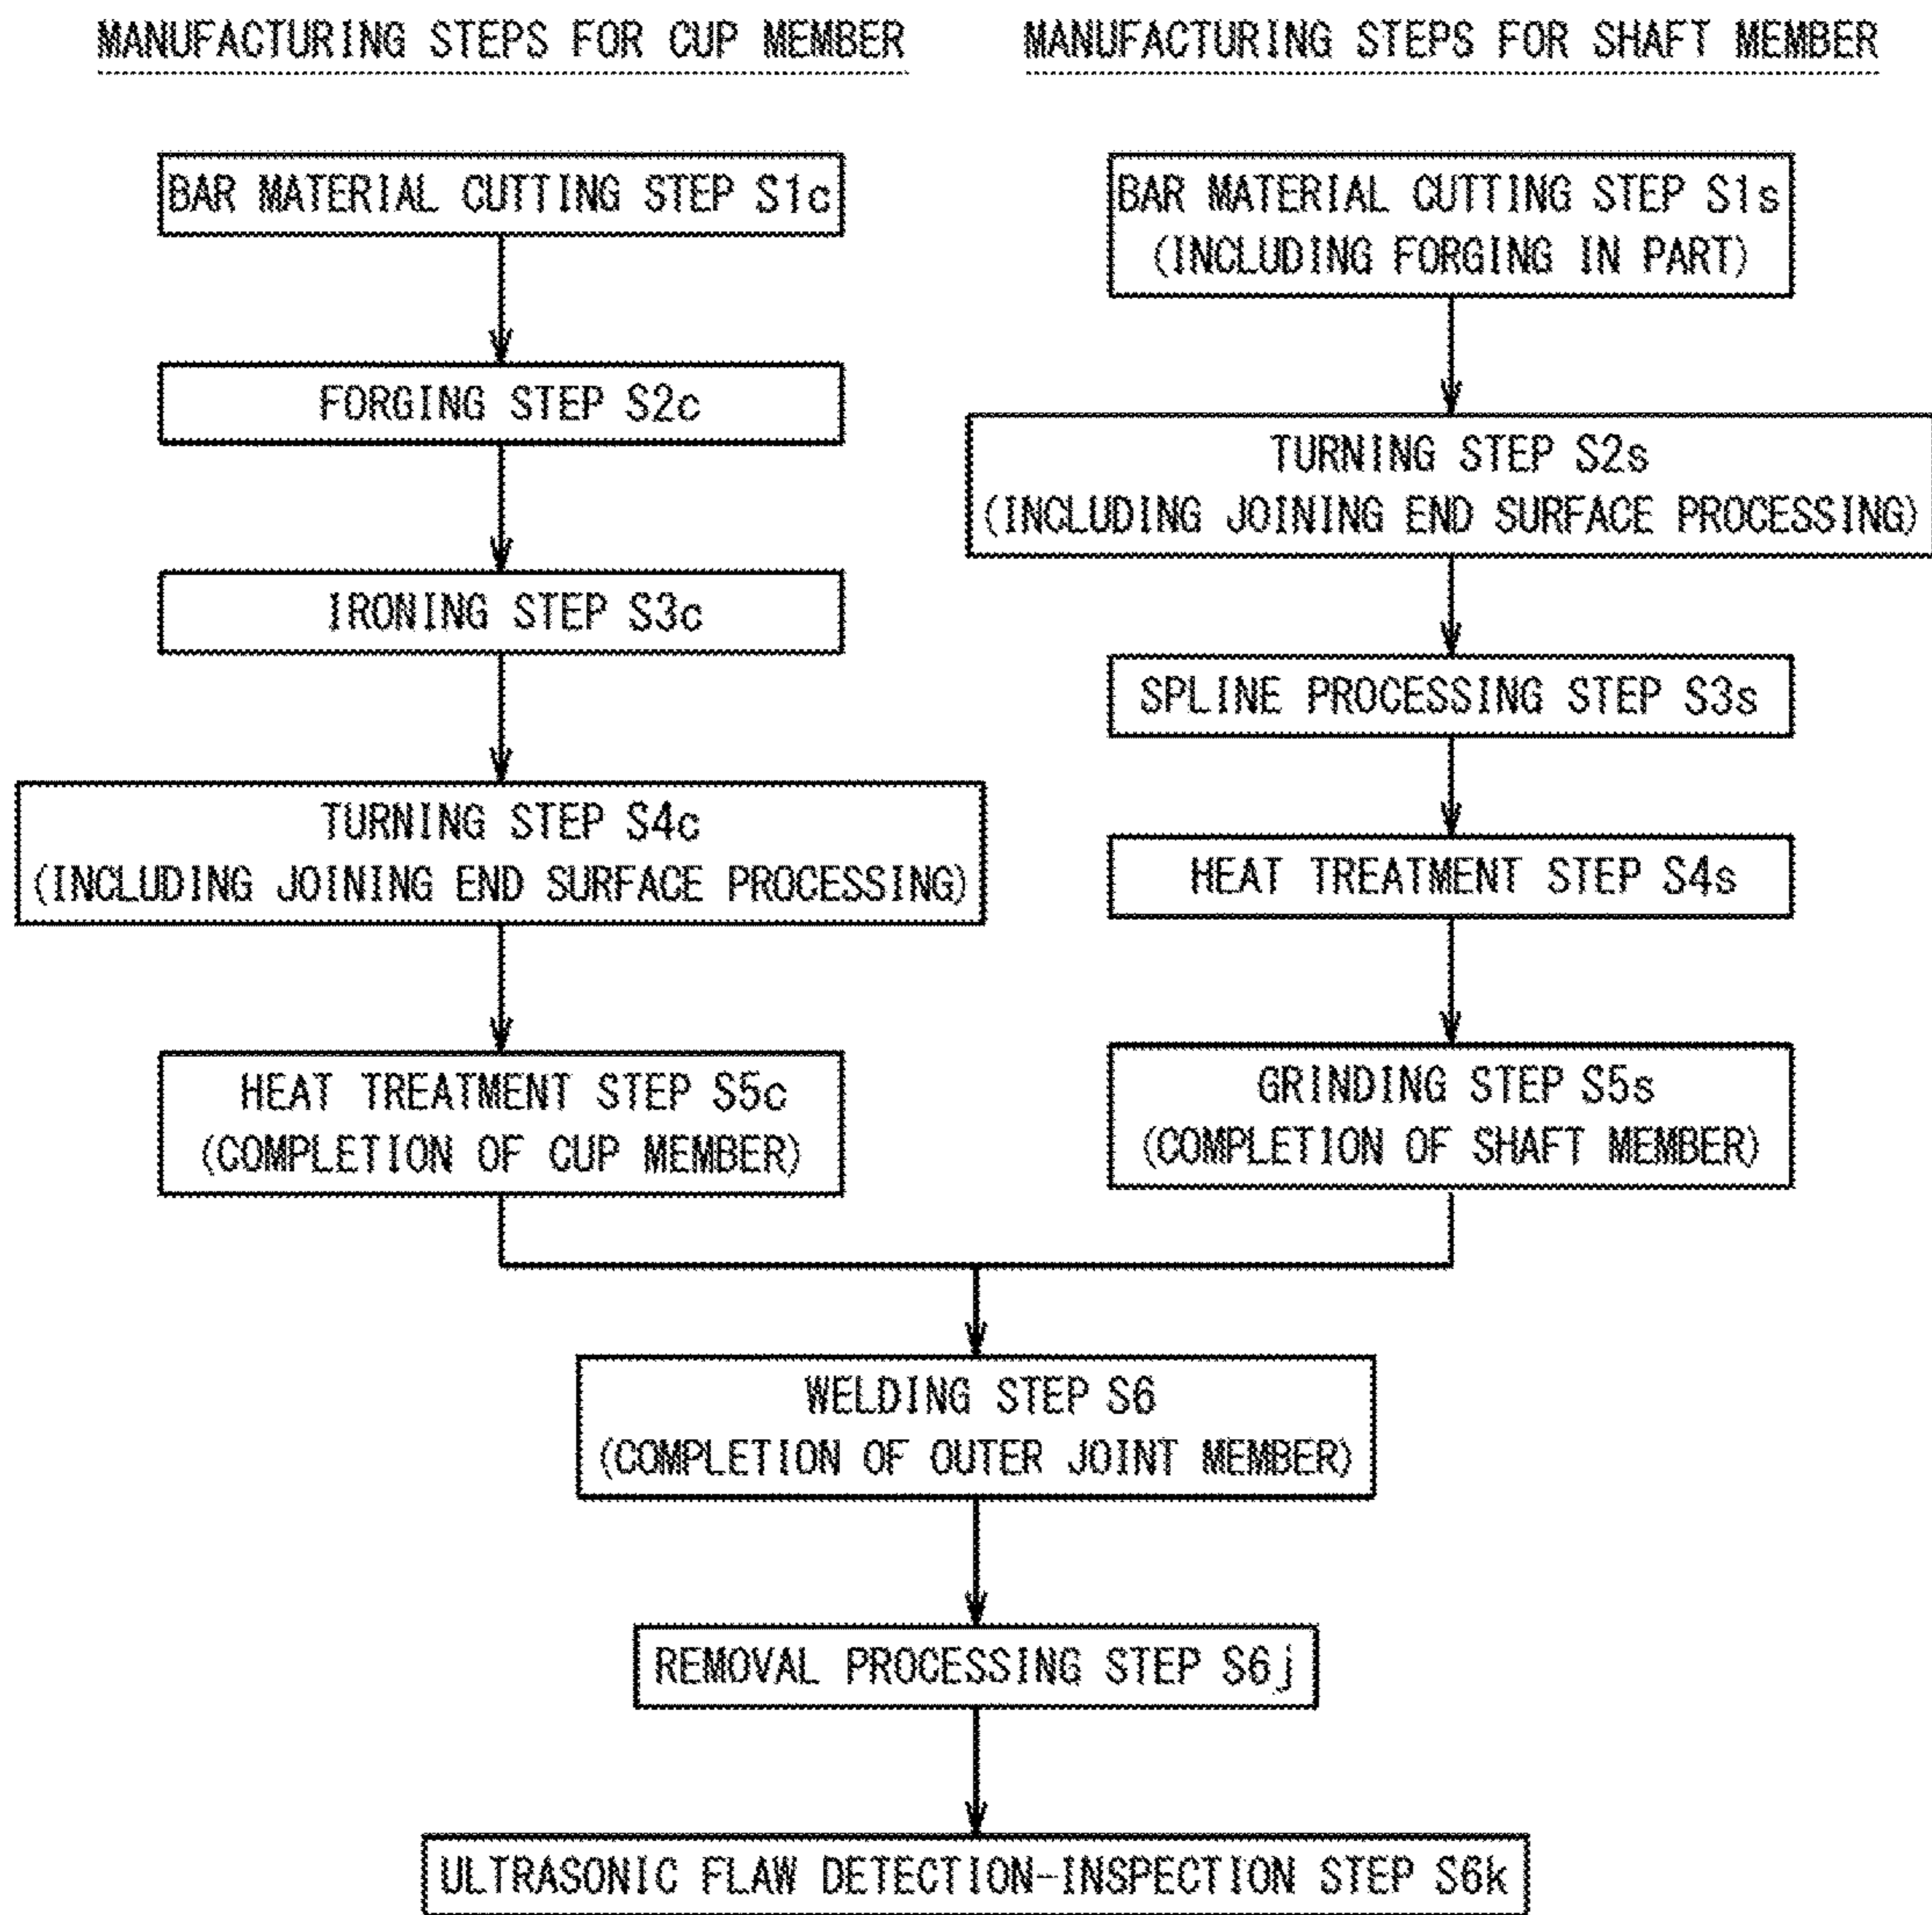 MANUFACTURING STEPS FOR CUP MEMBER
BAR MATERIAL CUTTING STEP S1c
FORGING STEP S2c
IRONING STEP S3c
TURNING STEP S4c
(INCLUDING JOINING END SURFACE PROCESSING)
HEAT TREATMENT STEP S5c
(COMPLETION OF CUP MEMBER)
MANUFACTURING STEPS FOR SHAFT MEMBER
BAR MATERIAL CUTTING STEP S1s
(INCLUDING FORGING IN PART)
TURNING STEP S2s
(INCLUDING JOINING END SURFACE PROCESSING)
SPLINE PROCESSING STEP S3s
HEAT TREATMENT STEP S4s
GRINDING STEP S5s
(COMPLETION OF SHAFT MEMBER)
WELDING STEP S6
(COMPLETION OF OUTER JOINT MEMBER)
REMOVAL PROCESSING STEP S6j
ULTRASONIC FLAW DETECTION-INSPECTION STEP S6k